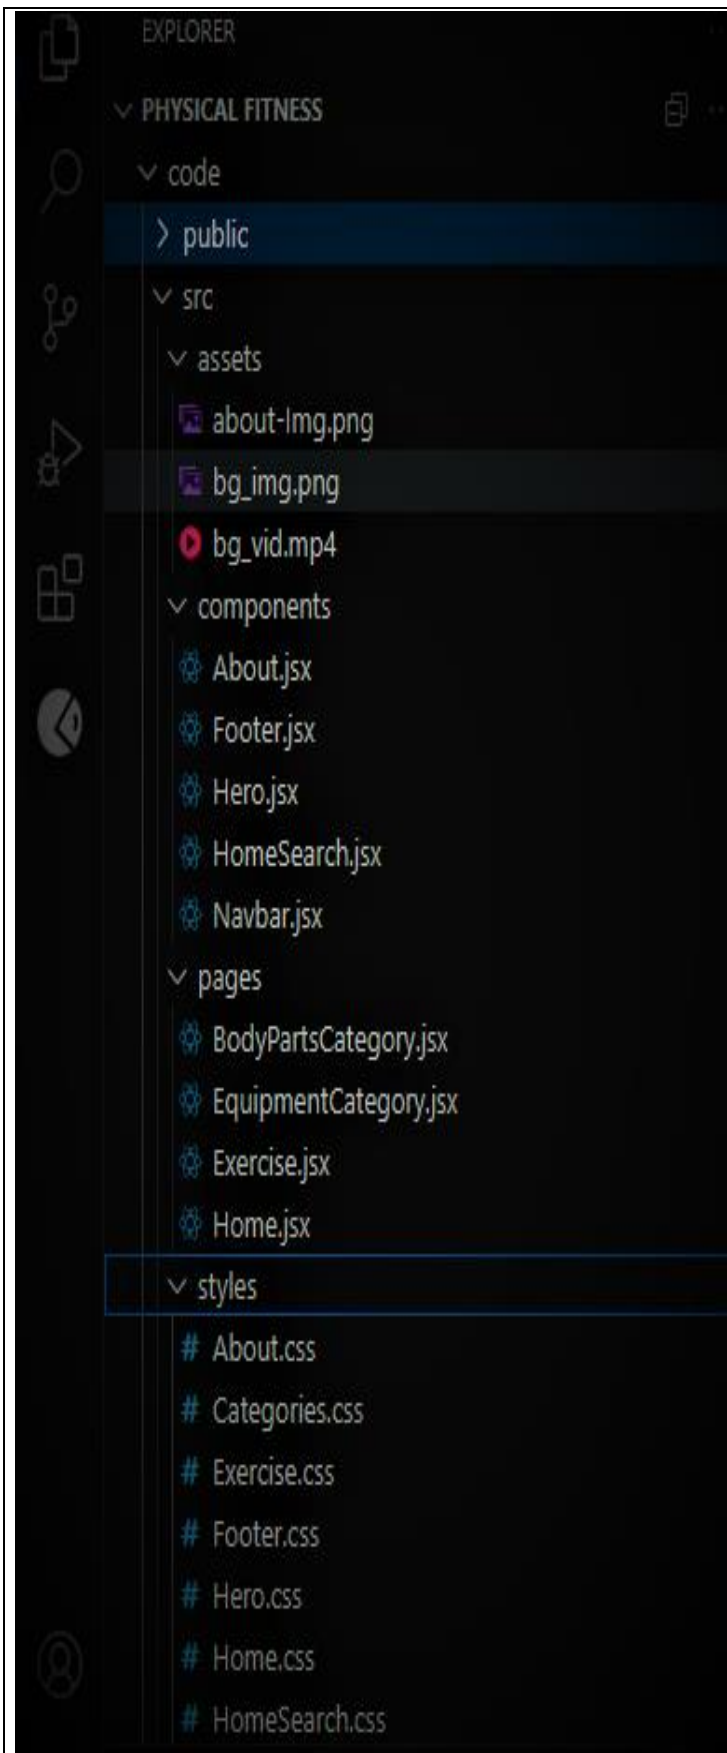 EXPLORER
PHYSICAL FITNESS
code
public
src
assets
about-Img.png
bg_img.png
bg_vid.mp4
components
About.jsx
Footer.jsx
Hero.jsx
HomeSearch.jsx
Navbar.jsx
pages
BodyPartsCategory.jsx
EquipmentCategory.jsx
Exercise.jsx
Home.jsx
styles
# About.css
# Categories.css
# Exercise.css
# Footer.css
# Hero.css
# Home.css
# HomeSearch.css